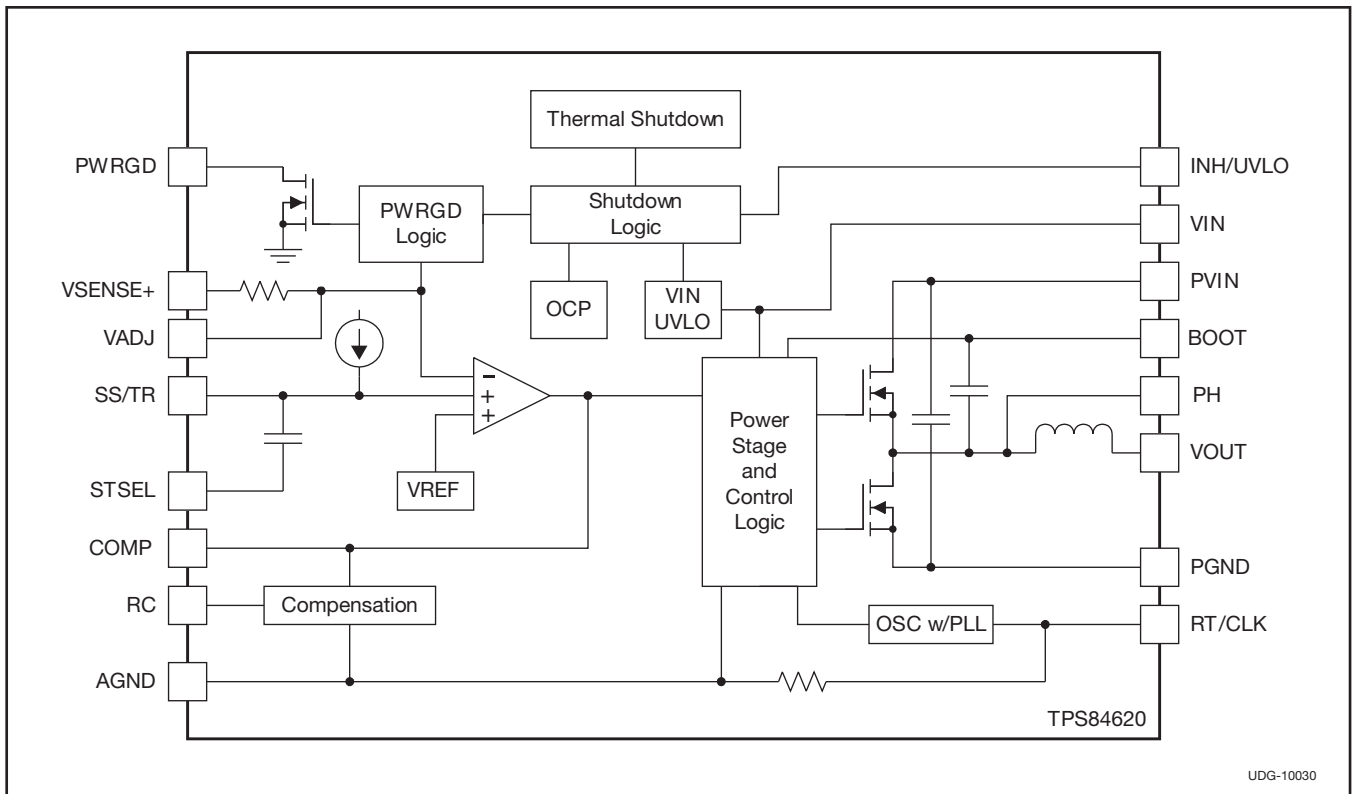 Thermal Shutdown
PWRGD
PWRGD
Logic
Shutdown
Logic
INH/UVLO
VIN
VSENSE+
OCP
VIN
UVLO
PVIN
VADJ
BOOT
SS/TR
−
+
+
PH
Power
Stage
and
Control
Logic
VOUT
STSEL
VREF
COMP
PGND
RC
Compensation
OSC w/PLL
RT/CLK
AGND
TPS84620
UDG-10030